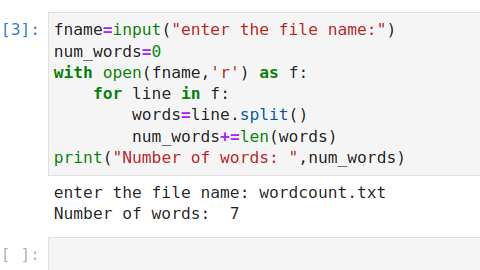 [3]: fname=input("enter the file name:")
num_words=0
with open(fname,'r') as f:
    for line in f:
        words=line.split()
        num_words+=len(words)
print("Number of words: ",num_words)
enter the file name: wordcount.txt
Number of words:  7
[ ]: